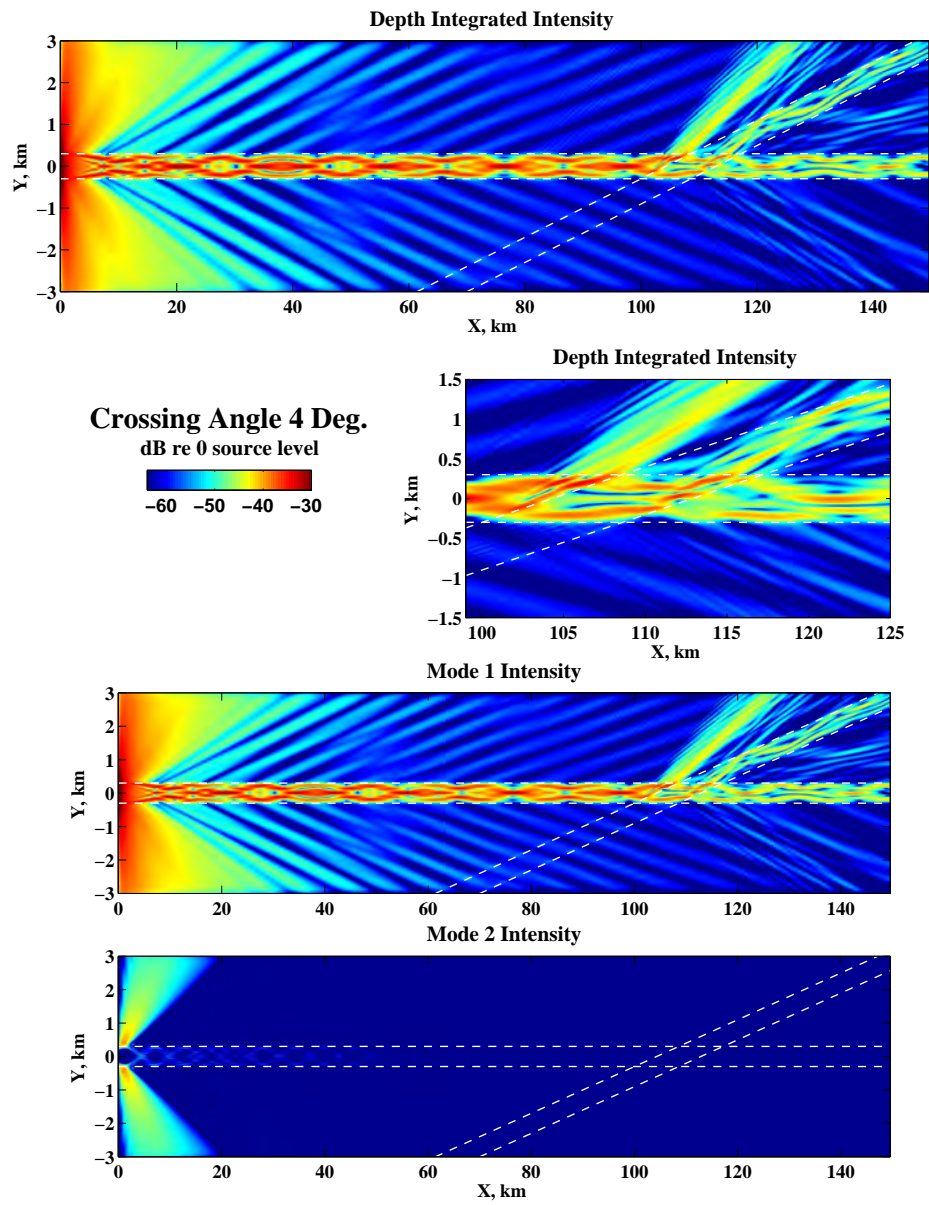 Depth Integrated Intensity
3
2
1
0
−1
−2
−3
Y, km
0 20 40 60 80 100 120 140
X, km
Depth Integrated Intensity
Crossing Angle 4 Deg.
dB re 0 source level
−60 −50 −40 −30
1.5
1
0.5
0
−0.5
−1
−1.5
Y, km
100 105 110 115 120 125
X, km
Mode 1 Intensity
3
2
1
0
−1
−2
−3
Y, km
0 20 40 60 80 100 120 140
Mode 2 Intensity
3
2
1
0
−1
−2
−3
Y, km
0 20 40 60 80 100 120 140
X, km